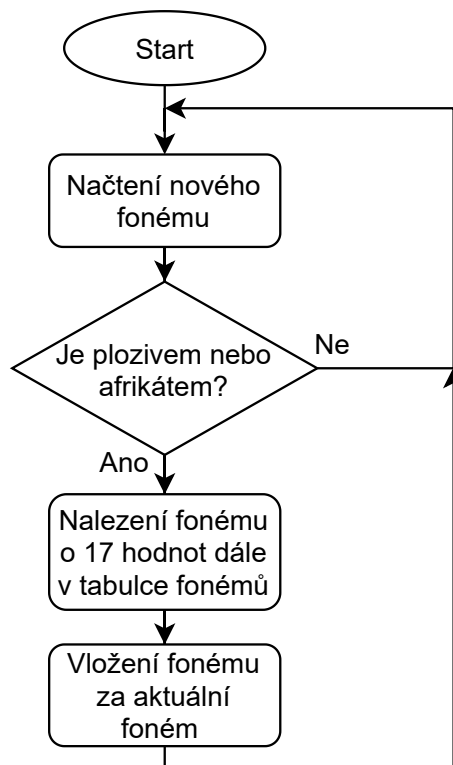 Start
Načtení nového
fonému
Je plozivem nebo
afrikátem?
Ne
Ano
Nalezení fonému
o 17 hodnot dále
v tabulce fonémů
Vložení fonému
za aktuální
foném